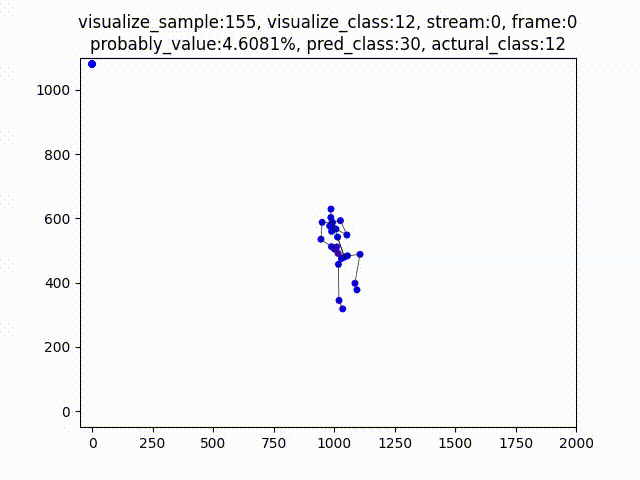 visualize_sample:155, visualize_class:12, stream:0, frame:0
probably_value:4.6081%, pred_class:30, actural_class:12
1000
800
600
400
200
0
0 250 500 750 1000 1250 1500 1750 2000